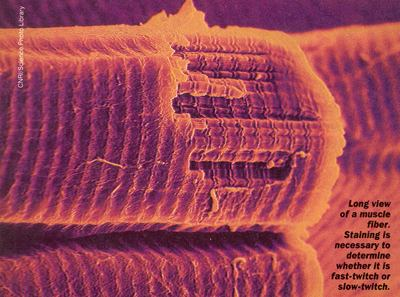 CNRI/Science Photo Library
Long view
of a muscle
fiber.
Staining is
necessary to
determine
whether it is
fast-twitch or
slow-twitch.